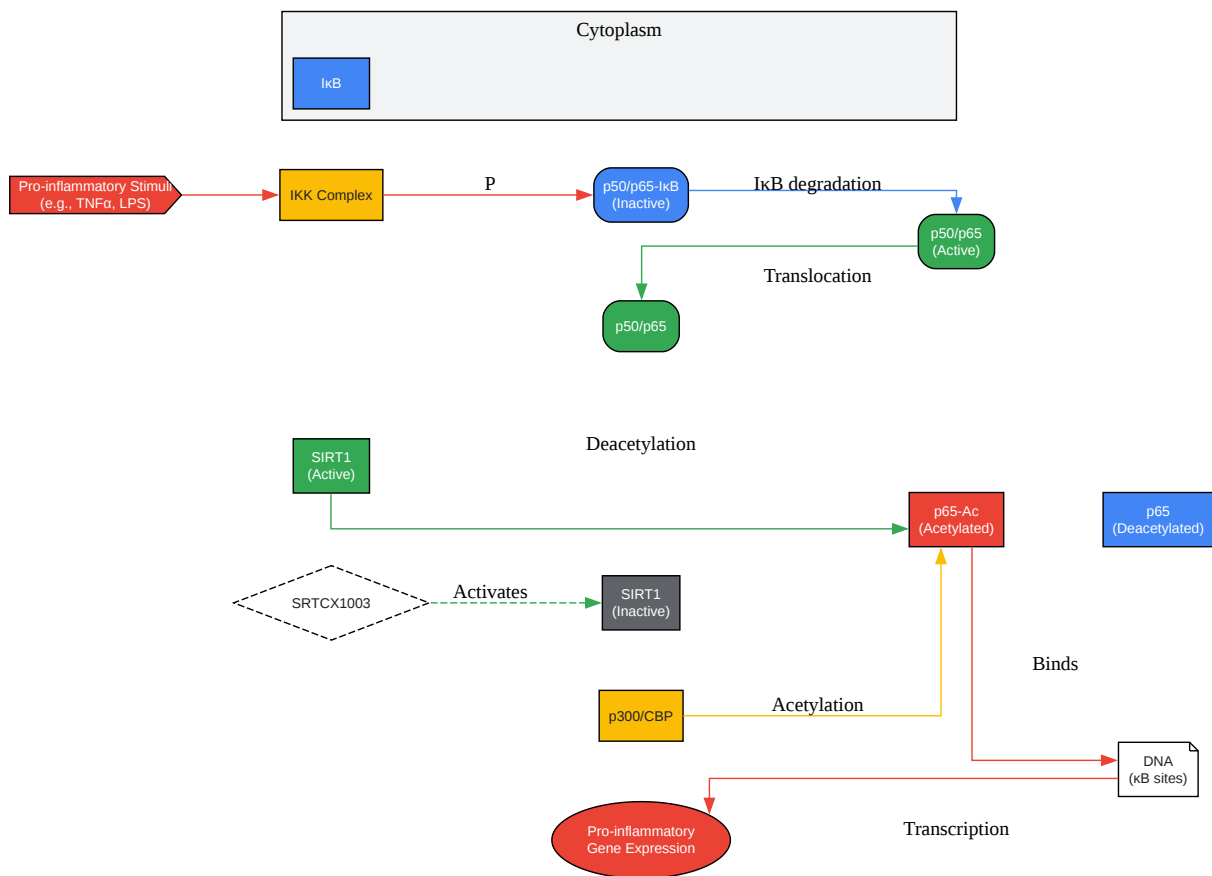 Cytoplasm
IκB
Pro-inflammatory Stimuli
(e.g., TNFα, LPS)
IKK Complex
P
p50/p65-IκB
(Inactive)
IκB degradation
p50/p65
(Active)
Translocation
p50/p65
Deacetylation
SIRT1
(Active)
p65-Ac
(Acetylated)
p65
(Deacetylated)
SRTCX1003
Activates
SIRT1
(Inactive)
Binds
p300/CBP
Acetylation
DNA
(κB sites)
Pro-inflammatory
Gene Expression
Transcription